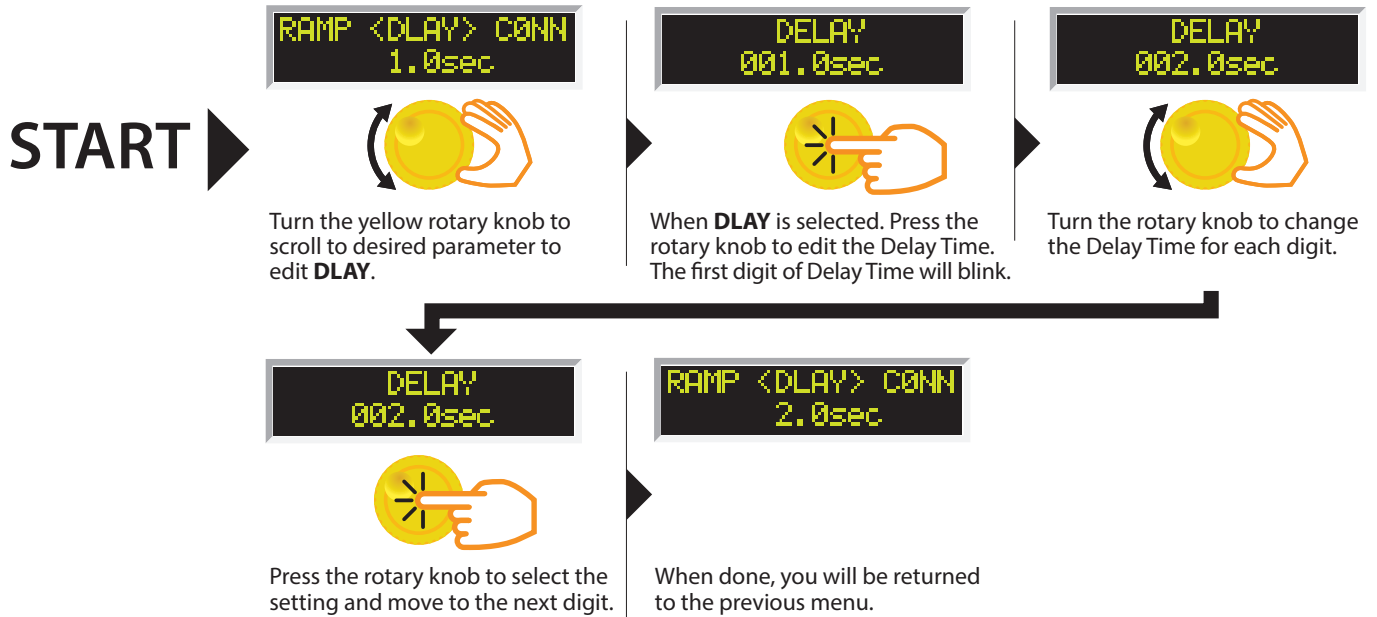 START
RAMP <DLAY> CØNN
1.0sec
Turn the yellow rotary knob to
scroll to desired parameter to
edit DLAY.
DELAY
001.0sec
When DLAY is selected. Press the
rotary knob to edit the Delay Time.
The first digit of Delay Time will blink.
DELAY
002.0sec
Turn the rotary knob to change
the Delay Time for each digit.
DELAY
002.0sec
Press the rotary knob to select the
setting and move to the next digit.
RAMP <DLAY> CØNN
2.0sec
When done, you will be returned
to the previous menu.